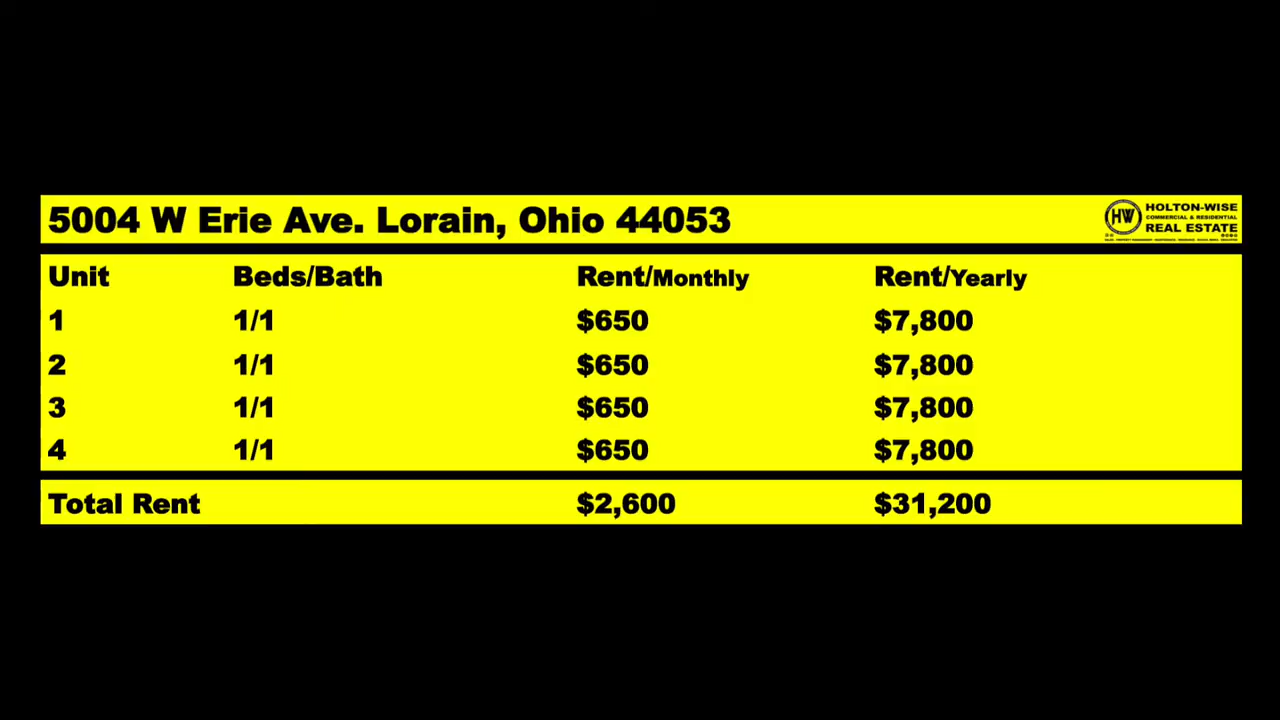 5004 W Erie Ave. Lorain, Ohio 44053
HW
HOLTON-WISE
COMMERCIAL & RESIDENTIAL
REAL ESTATE
Unit Beds/Bath Rent/Monthly Rent/Yearly
1 1/1 $650 $7,800
2 1/1 $650 $7,800
3 1/1 $650 $7,800
4 1/1 $650 $7,800
Total Rent $2,600 $31,200